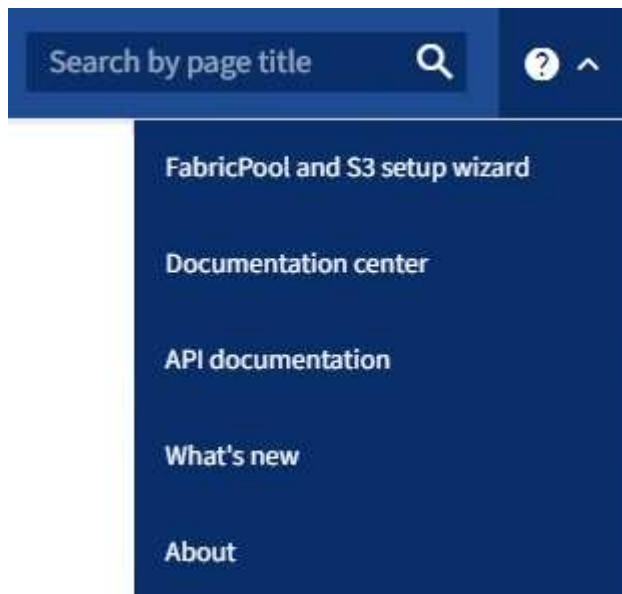 Search by page title
FabricPool and S3 setup wizard
Documentation center
API documentation
What's new
About